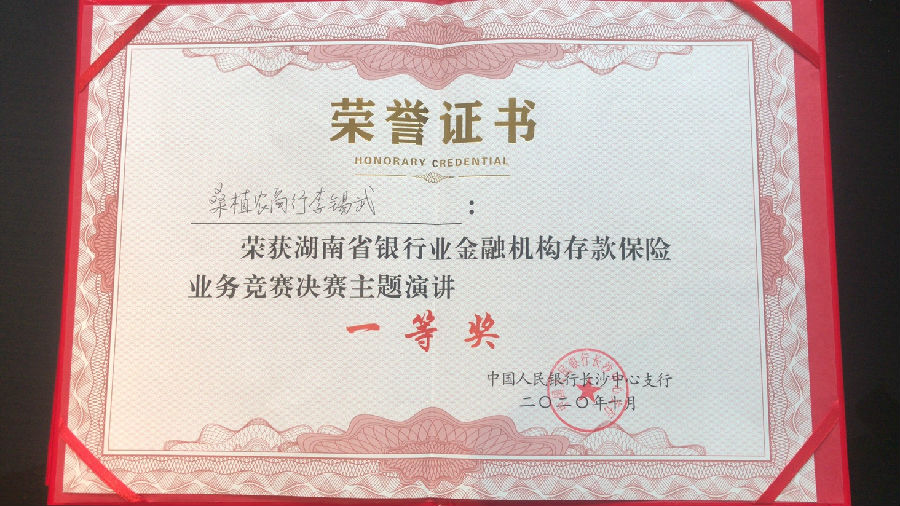 荣誉证书
HONORARY CREDENTIAL
桑植农商行李锡武：
荣获湖南省银行业金融机构存款保险
业务竞赛决赛主题演讲
一等奖
中国人民银行长沙中心支行
二〇二〇年十月